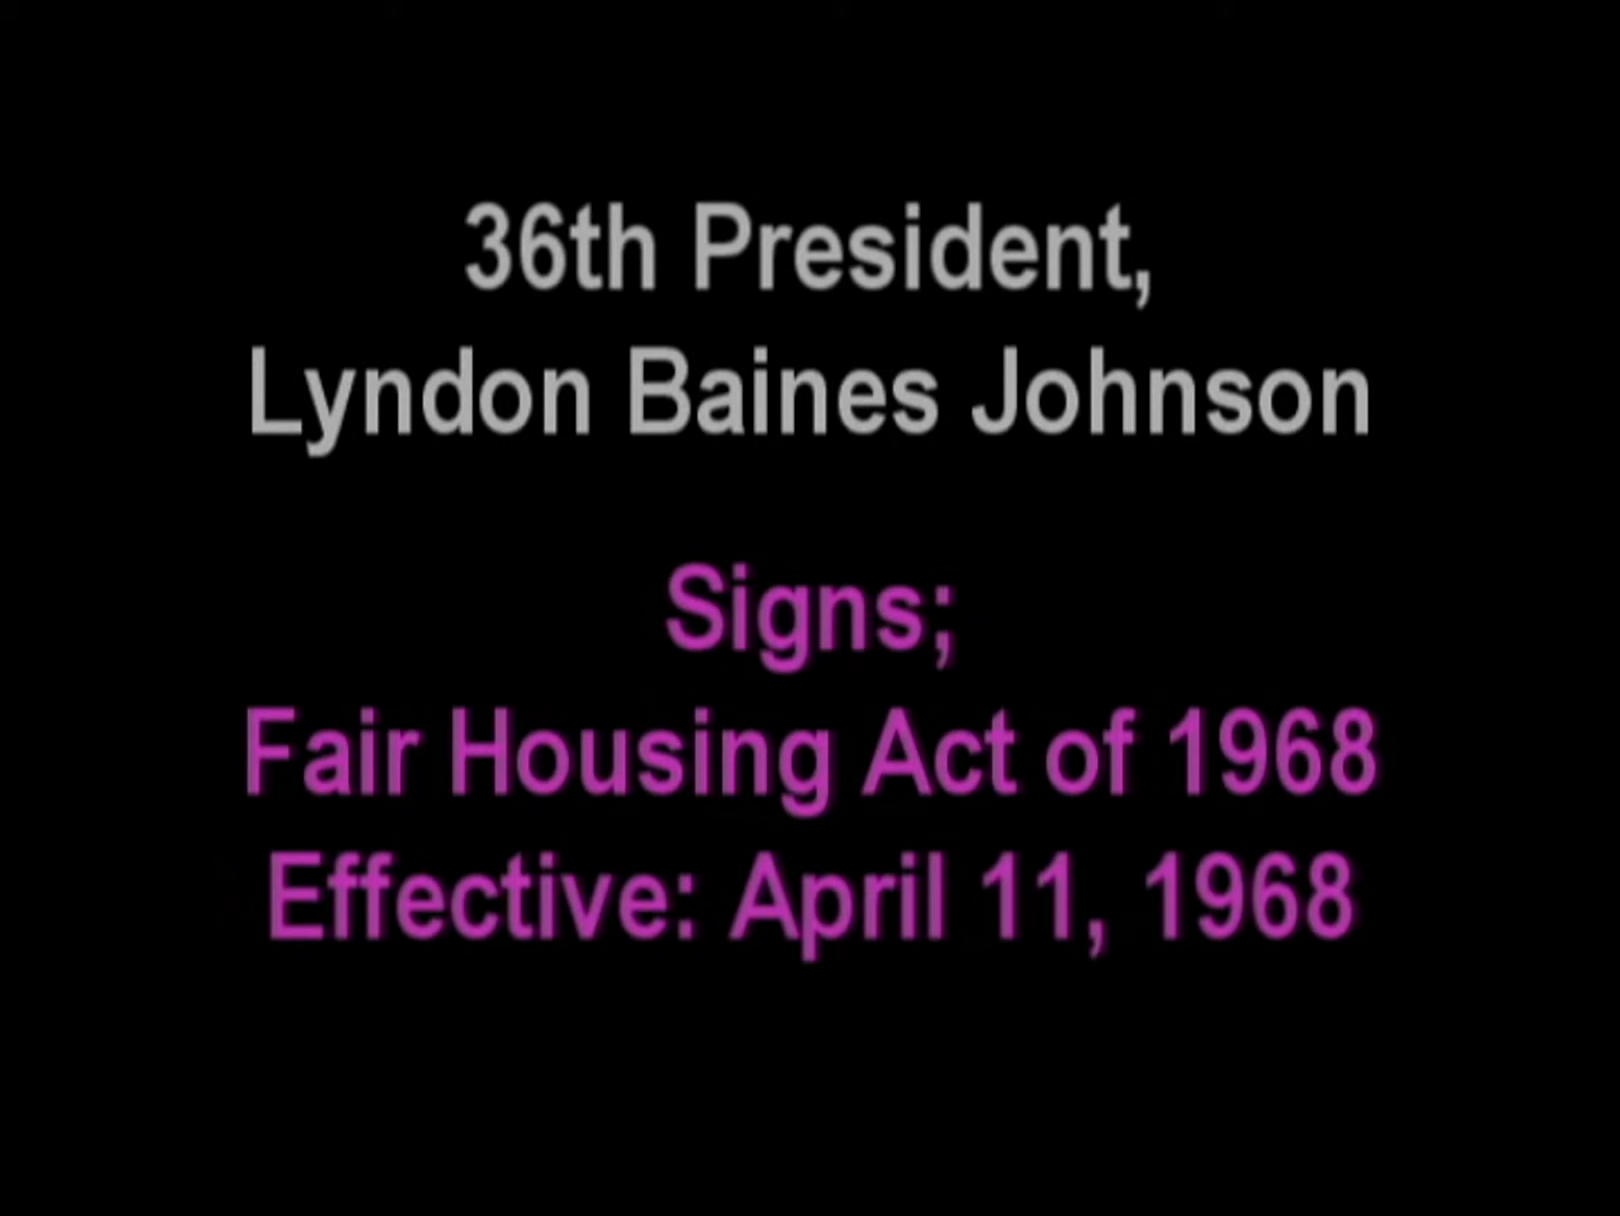 36th President,
Lyndon Baines Johnson
Signs;
Fair Housing Act of 1968
Effective: April 11, 1968